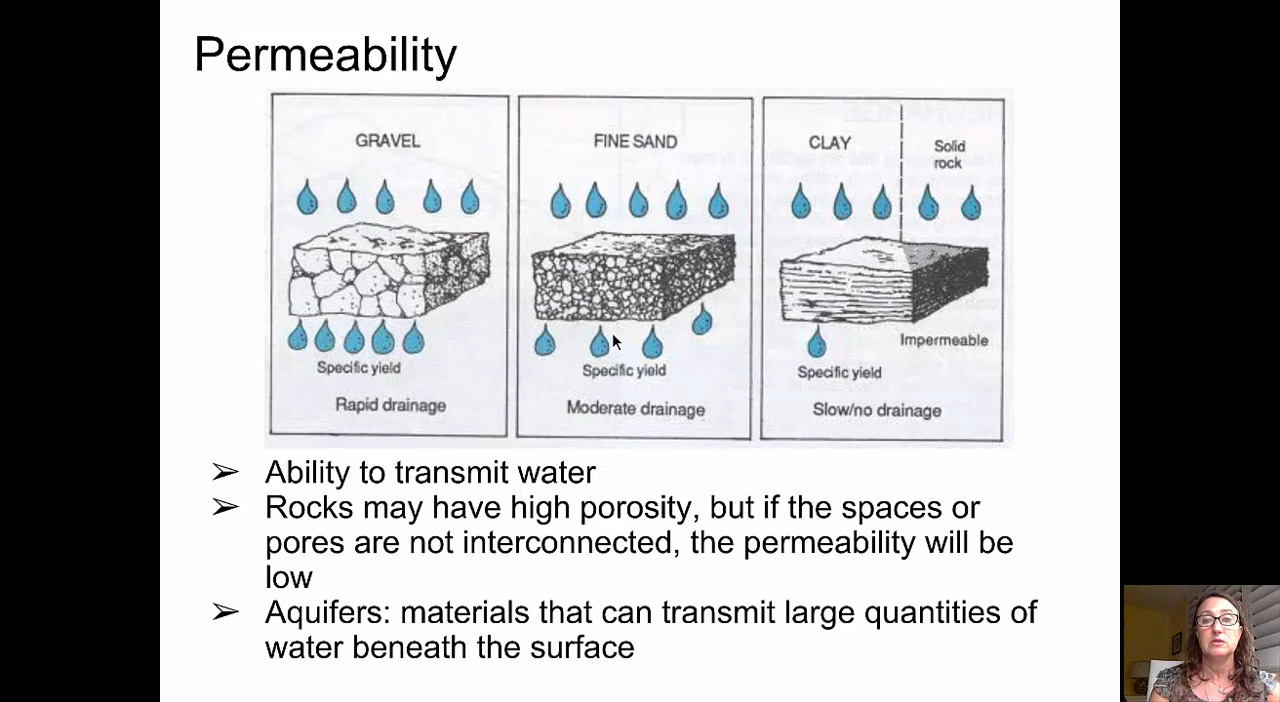 Permeability
GRAVEL
Rapid drainage
Specific yield
FINE SAND
Specific yield
Moderate drainage
CLAY
Solid
rock
Impermeable
Specific yield
Slow/no drainage
➢ Ability to transmit water
➢ Rocks may have high porosity, but if the spaces or
pores are not interconnected, the permeability will be
low
➢ Aquifers: materials that can transmit large quantities of
water beneath the surface